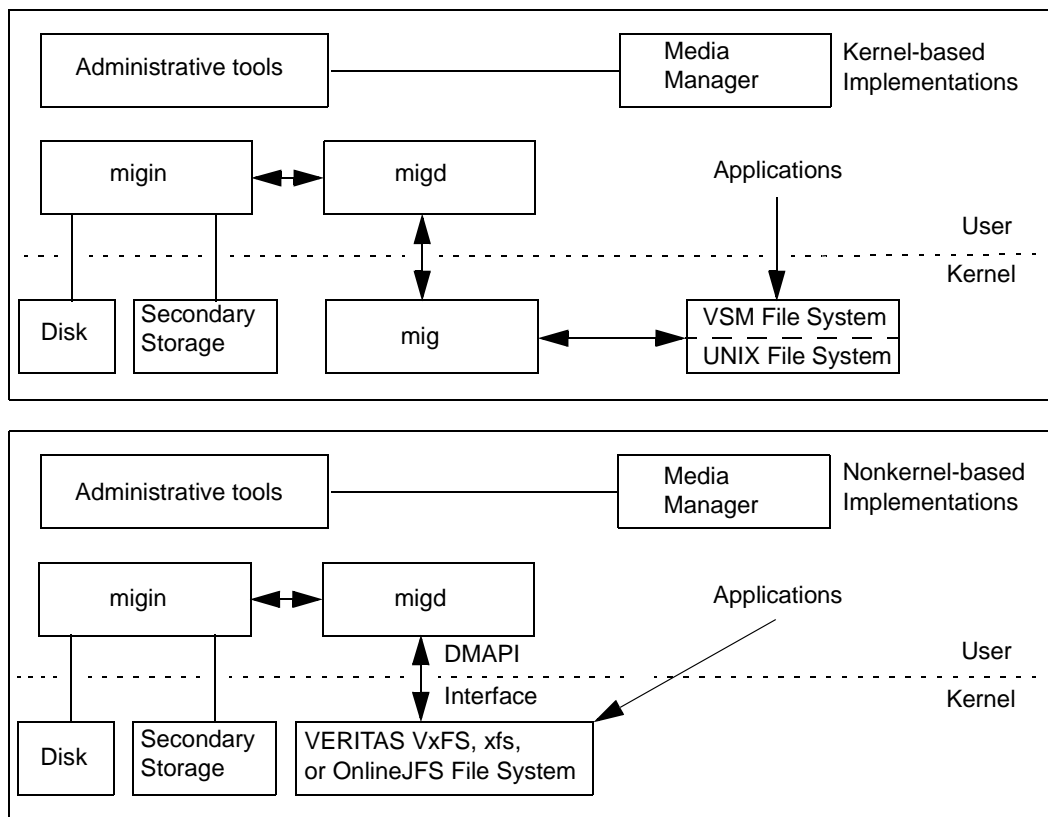 Administrative tools
Media
Manager
Kernel-based
Implementations
migin
migd
Applications
User
Kernel
Disk
Secondary
Storage
mig
VSM File System
UNIX File System
Administrative tools
Media
Manager
Nonkernel-based
Implementations
migin
migd
Applications
DMAPI
User
Interface
Kernel
Disk
Secondary
Storage
VERITAS VxFS, xfs,
or OnlineJFS File System